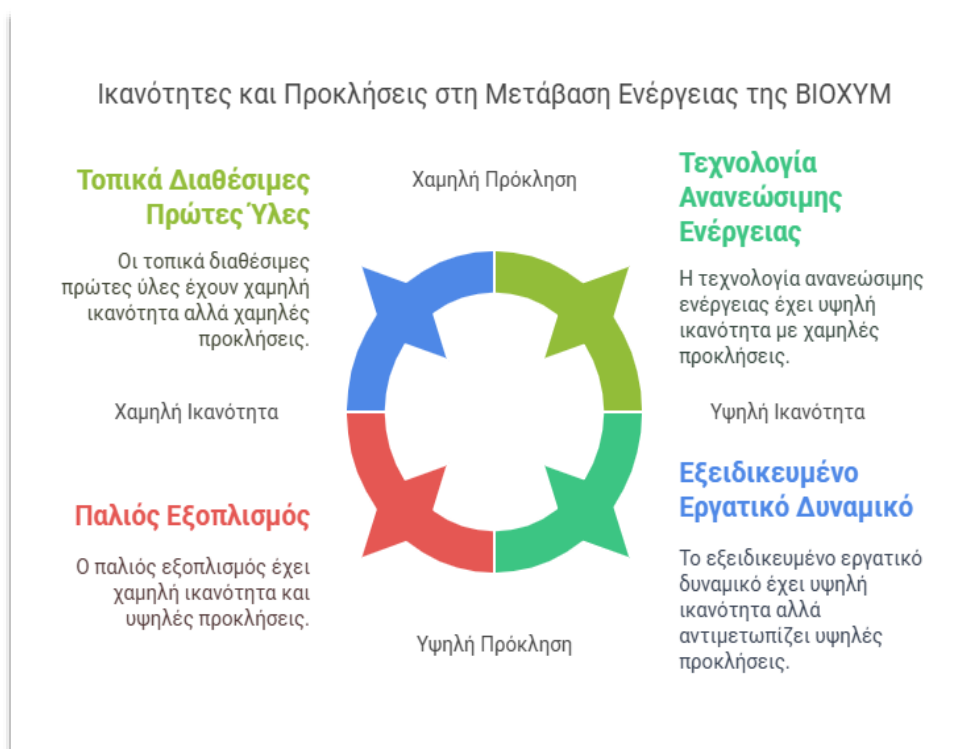 Ικανότητες και Προκλήσεις στη Μετάβαση Ενέργειας της ΒΙΟΧΥΜ
Τοπικά Διαθέσιμες
Πρώτες Ύλες
Οι τοπικά διαθέσιμες
πρώτες ύλες έχουν χαμηλή
ικανότητα αλλά χαμηλές
προκλήσεις.
Χαμηλή Πρόκληση
Τεχνολογία
Ανανεώσιμης
Ενέργειας
Η τεχνολογία ανανεώσιμης
ενέργειας έχει υψηλή
ικανότητα με χαμηλές
προκλήσεις.
Χαμηλή Ικανότητα
Υψηλή Ικανότητα
Παλιός Εξοπλισμός
Ο παλιός εξοπλισμός έχει
χαμηλή ικανότητα και
υψηλές προκλήσεις.
Υψηλή Πρόκληση
Εξειδικευμένο
Εργατικό Δυναμικό
Το εξειδικευμένο εργατικό
δυναμικό έχει υψηλή
ικανότητα αλλά
αντιμετωπίζει υψηλές
προκλήσεις.